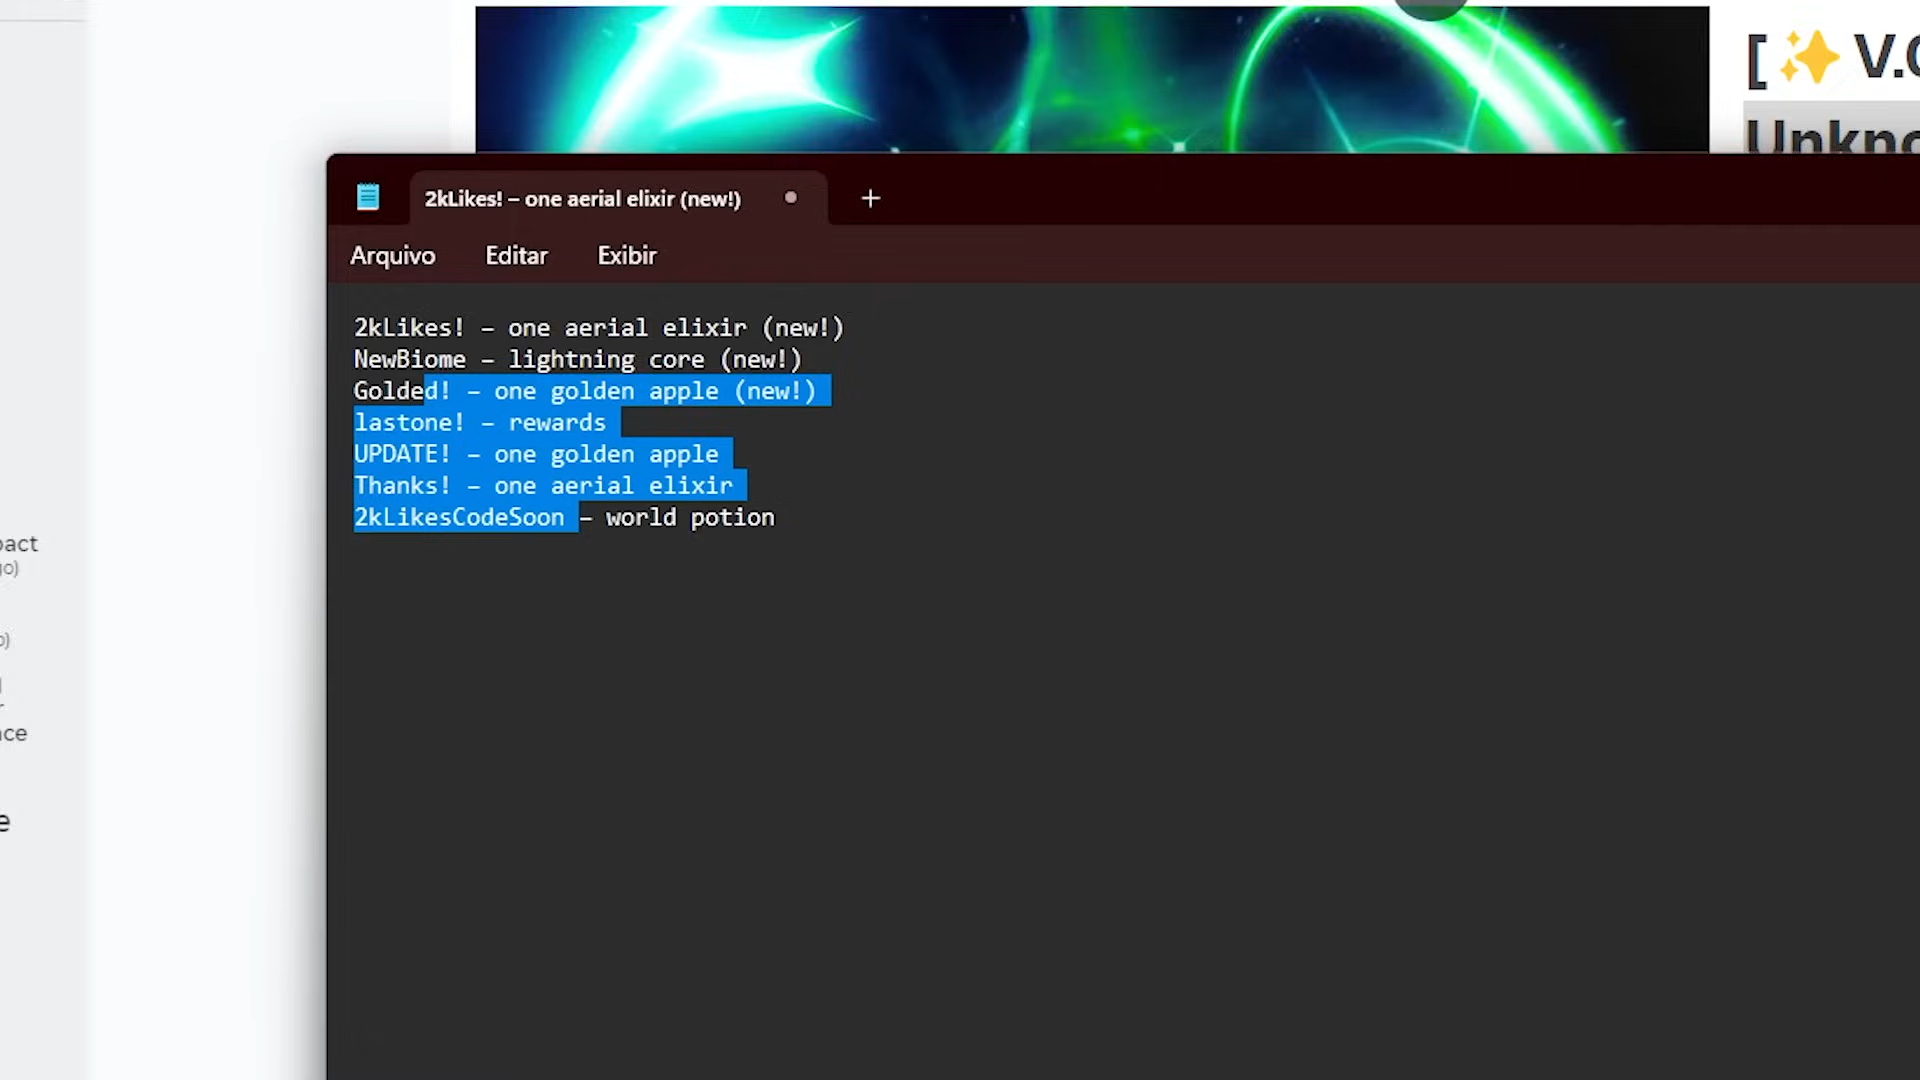 [✨ V.
Unkno
2kLikes! – one aerial elixir (new!)
Arquivo Editar Exibir
2kLikes! – one aerial elixir (new!)
NewBiome – lightning core (new!)
Golded! – one golden apple (new!)
lastone! – rewards
UPDATE! – one golden apple
Thanks! – one aerial elixir
2kLikesCodeSoon – world potion